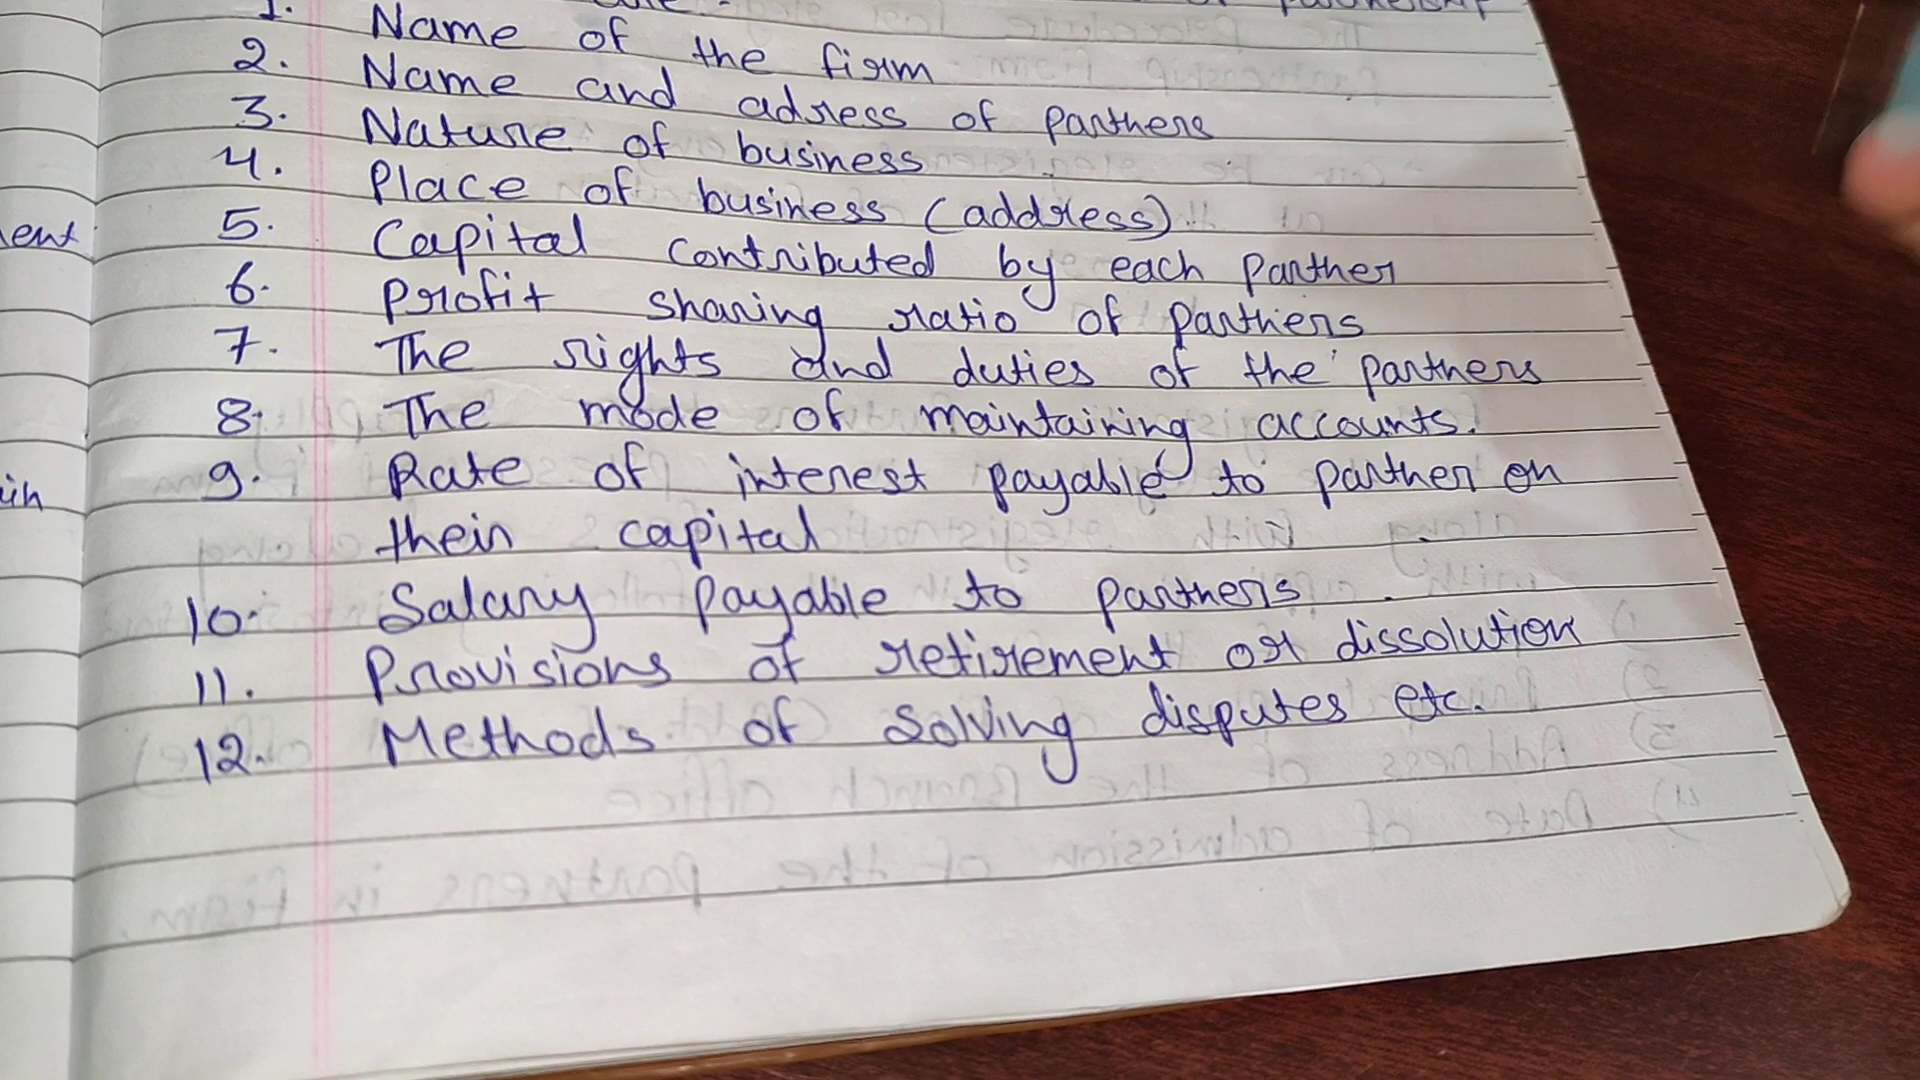 partnership
1. Name of the firm
2. Name and adress of partners
3. Nature of business
4. Place of business (address)
5. Capital contributed by each partner
6. Profit sharing ratio of partners
7. The rights and duties of the partners
8. The mode of maintaining accounts.
9. Rate of interest payable to partner on
their capital
10. Salary payable to partners.
11. Provisions of retirement or dissolution
12. Methods of solving disputes etc.